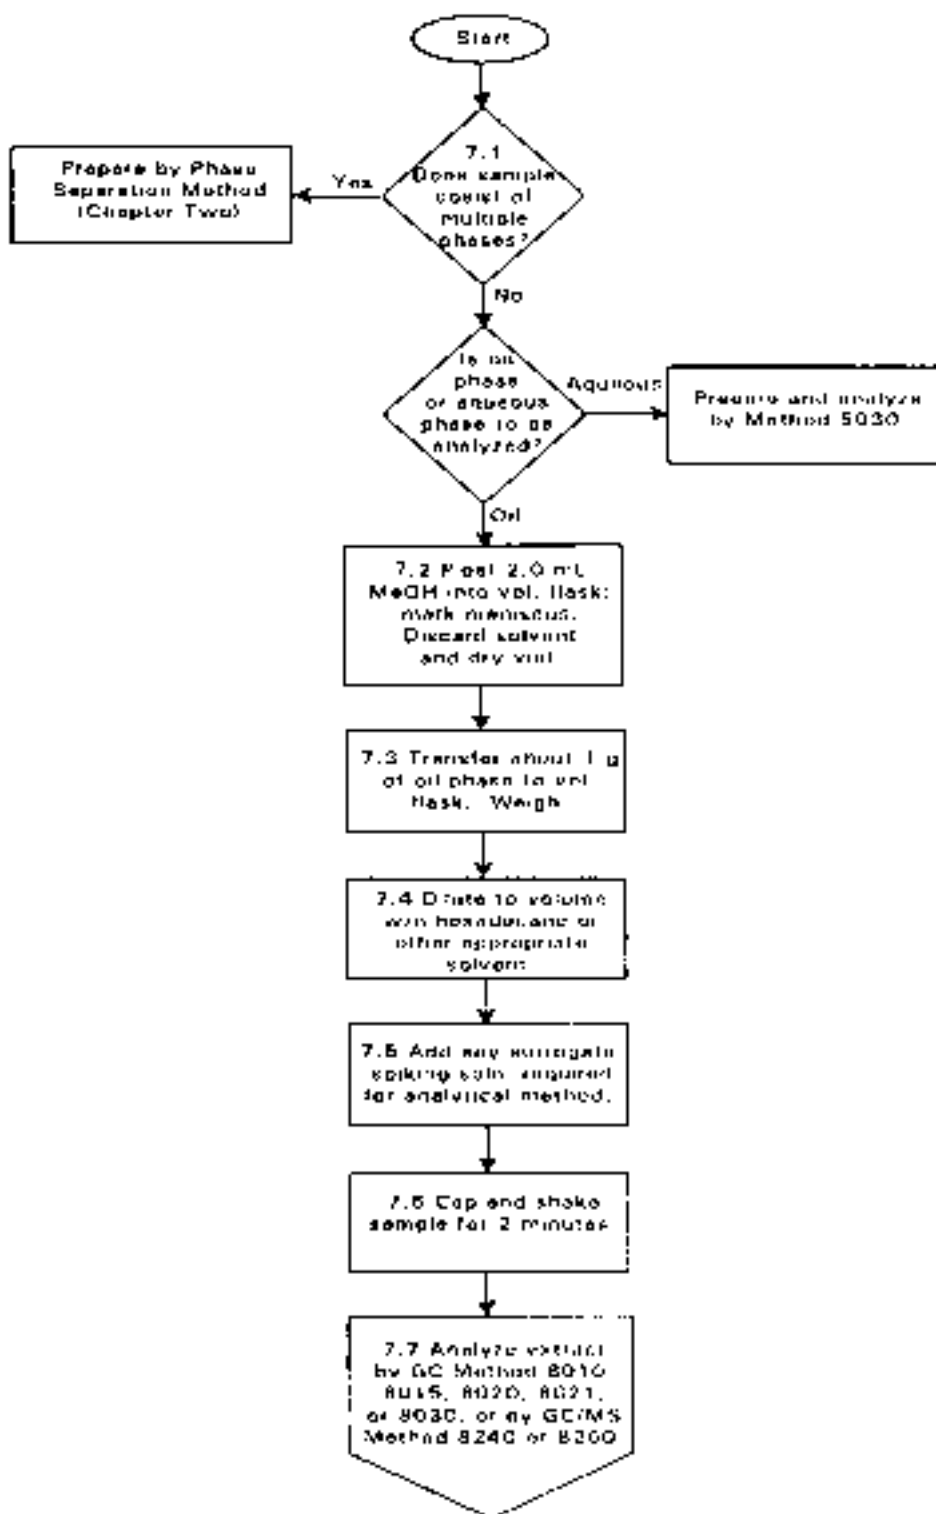 Start
7.1
Does sample
cosist of
multiple
phases?
Yes
Prepare by Phase
Separation Method
(Chapter Two)
No
Is oil
phase
or aqueous
phase to be
analyzed?
Aqueous
Prepare and analyze
by Method 5030
Oil
7.2 Pipet 2.0 mL
MeOH into vol. flask;
mark meniscus.
Discard solvent
and dry vial
7.3 Transfer about 1 g
of oil phase to vol
flask. Weigh
7.4 Dilute to volume
with hexadecane or
other appropriate
solvent
7.5 Add any surrogate
spiking soln. required
for analytical method.
7.6 Cap and shake
sample for 2 minutes
7.7 Analyze extract
by GC Method 8010
8015, 8020, 8021,
or 8030, or by GC/MS
Method 8240 or 8260